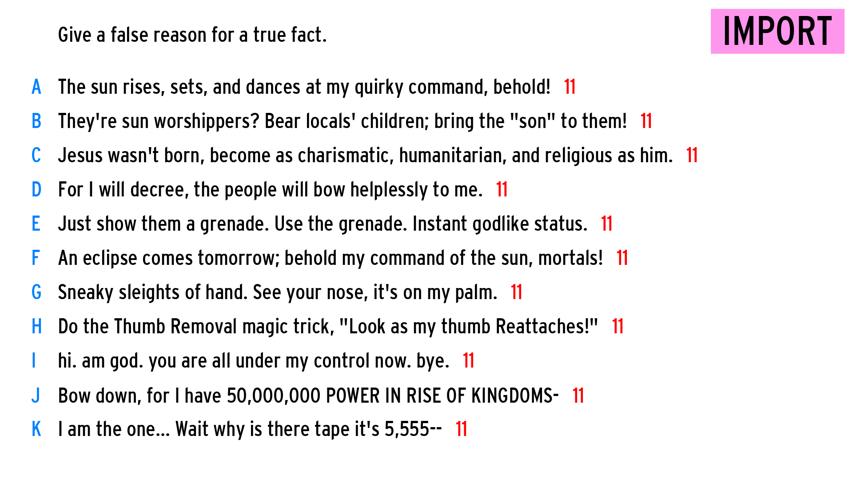 IMPORT
Give a false reason for a true fact.
A The sun rises, sets, and dances at my quirky command, behold! 11
B They're sun worshippers? Bear locals' children; bring the "son" to them! 11
C Jesus wasn't born, become as charismatic, humanitarian, and religious as him. 11
D For I will decree, the people will bow helplessly to me. 11
E Just show them a grenade. Use the grenade. Instant godlike status. 11
F An eclipse comes tomorrow; behold my command of the sun, mortals! 11
G Sneaky sleights of hand. See your nose, it's on my palm. 11
H Do the Thumb Removal magic trick, "Look as my thumb Reattaches!" 11
I hi. am god. you are all under my control now. bye. 11
J Bow down, for I have 50,000,000 POWER IN RISE OF KINGDOMS- 11
K I am the one... Wait why is there tape it's 5,555-- 11